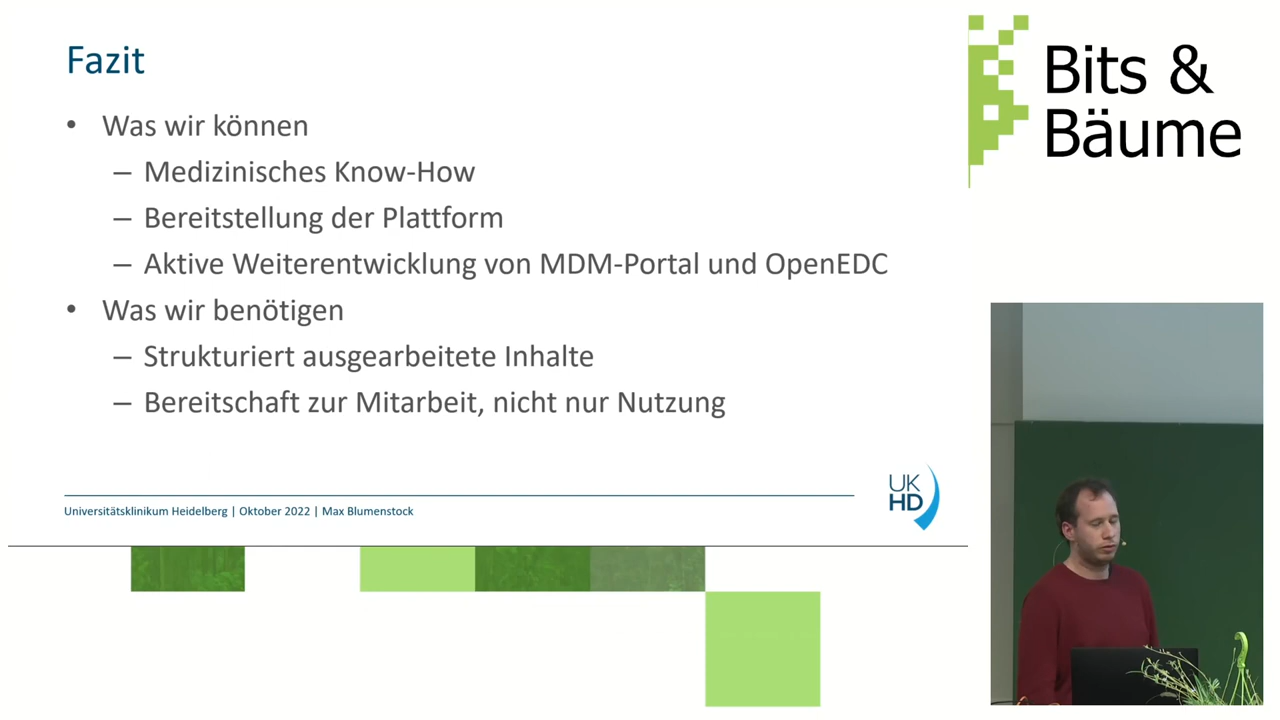 Fazit
• Was wir können
– Medizinisches Know-How
– Bereitstellung der Plattform
– Aktive Weiterentwicklung von MDM-Portal und OpenEDC
• Was wir benötigen
– Strukturiert ausgearbeitete Inhalte
– Bereitschaft zur Mitarbeit, nicht nur Nutzung
Universitätsklinikum Heidelberg | Oktober 2022 | Max Blumenstock
UK
HD
Bits &
Bäume